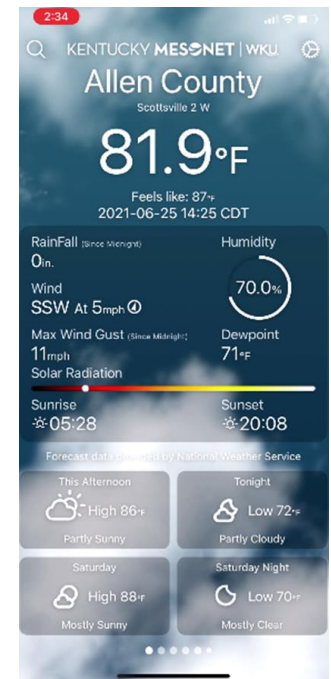 2:34
KENTUCKY MESONET | WKU.
Allen County
Scottsville 2 W
81.9°F
Feels like: 87°F
2021-06-25 14:25 CDT
RainFall (Since Midnight) Humidity
0in.
70.0%
Wind
SSW At 5mph
Max Wind Gust (Since Midnight) Dewpoint
11mph 71°F
Solar Radiation
Sunrise Sunset
05:28 20:08
Forecast data provided by National Weather Service
This Afternoon Tonight
High 86°F Low 72°F
Partly Sunny Partly Cloudy
Saturday Saturday Night
High 88°F Low 70°F
Mostly Sunny Mostly Clear